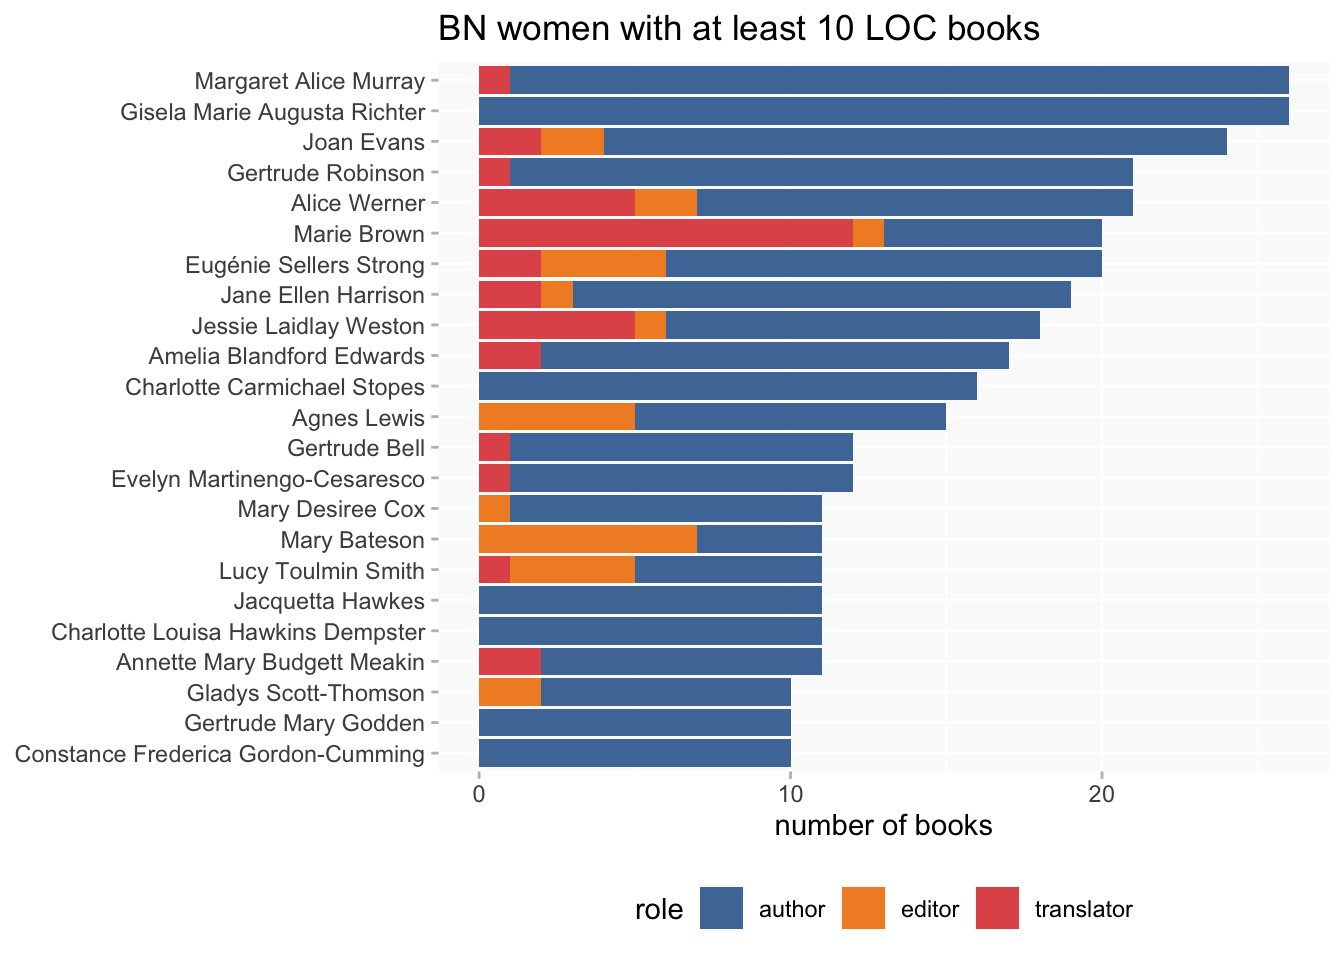 BN women with at least 10 LOC books
Margaret Alice Murray
Gisela Marie Augusta Richter
Joan Evans
Gertrude Robinson
Alice Werner
Marie Brown
Eugénie Sellers Strong
Jane Ellen Harrison
Jessie Laidlay Weston
Amelia Blandford Edwards
Charlotte Carmichael Stopes
Agnes Lewis
Gertrude Bell
Evelyn Martinengo-Cesaresco
Mary Desiree Cox
Mary Bateson
Lucy Toulmin Smith
Jacquetta Hawkes
Charlotte Louisa Hawkins Dempster
Annette Mary Budgett Meakin
Gladys Scott-Thomson
Gertrude Mary Godden
Constance Frederica Gordon-Cumming
0 10 20
number of books
role author editor translator